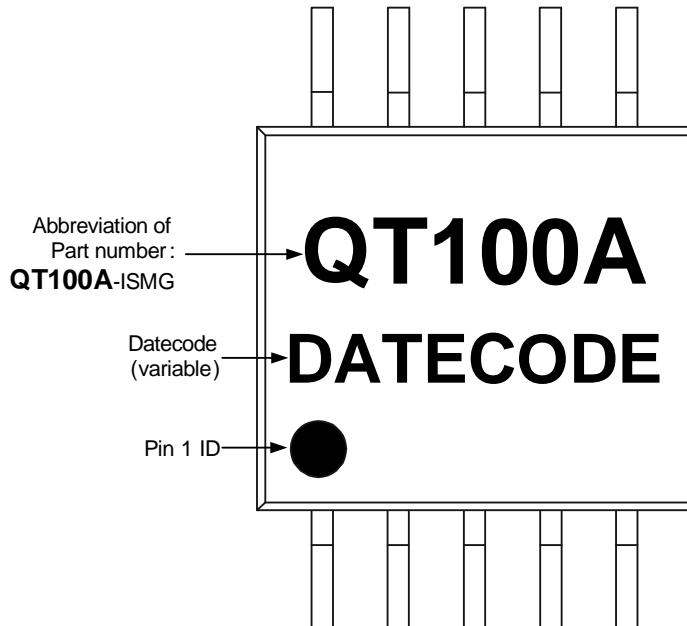 Abbreviation of
Part number:
QT100A-ISMG
QT100A
Datecode
(variable)
DATECODE
Pin 1 ID